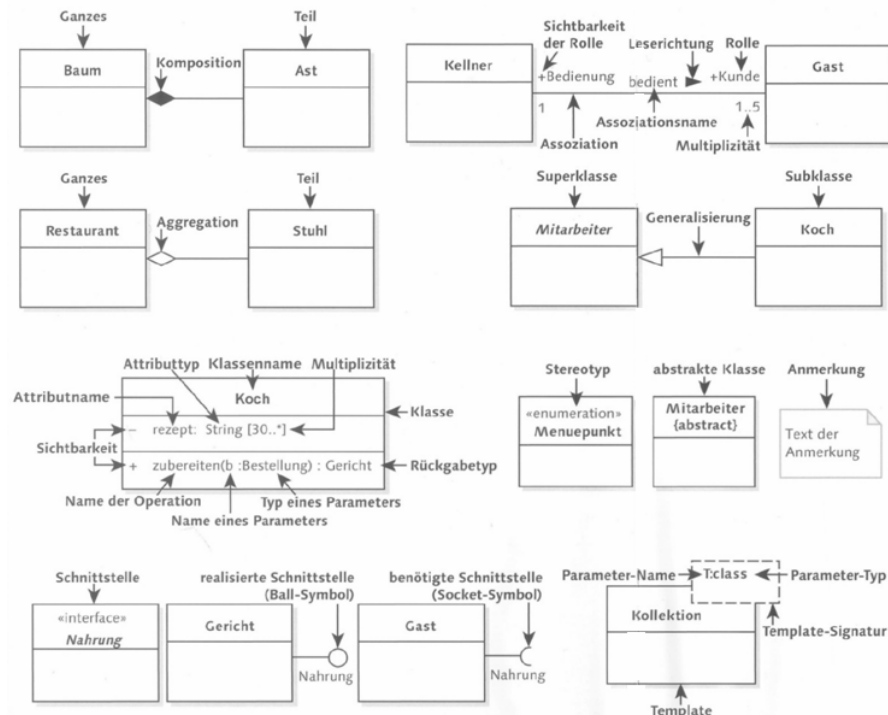 Ganzes
Teil
Baum
Komposition
Ast
Kellner
Sichtbarkeit
der Rolle
Leserichtung
Rolle
+Bedienung
bedient
+Kunde
1
1..5
Assoziationsname
Assoziation
Multiplizität
Gast
Ganzes
Teil
Restaurant
Aggregation
Stuhl
Superklasse
Subklasse
Mitarbeiter
Generalisierung
Koch
Attributtyp
Klassenname
Multiplizität
Koch
Attributname
Klasse
- rezept: String [30..*]
Sichtbarkeit
+ zubereiten(b :Bestellung) : Gericht
Rückgabetyp
Name der Operation
Typ eines Parameters
Name eines Parameters
Stereotyp
abstrakte Klasse
Anmerkung
«enumeration»
Menuepunkt
Mitarbeiter
{abstract}
Text der
Anmerkung
Schnittstelle
realisierte Schnittstelle
(Ball-Symbol)
benötigte Schnittstelle
(Socket-Symbol)
«interface»
Nahrung
Gericht
Nahrung
Gast
Nahrung
Parameter-Name
T:class
Parameter-Typ
Kollektion
Template-Signatur
Template